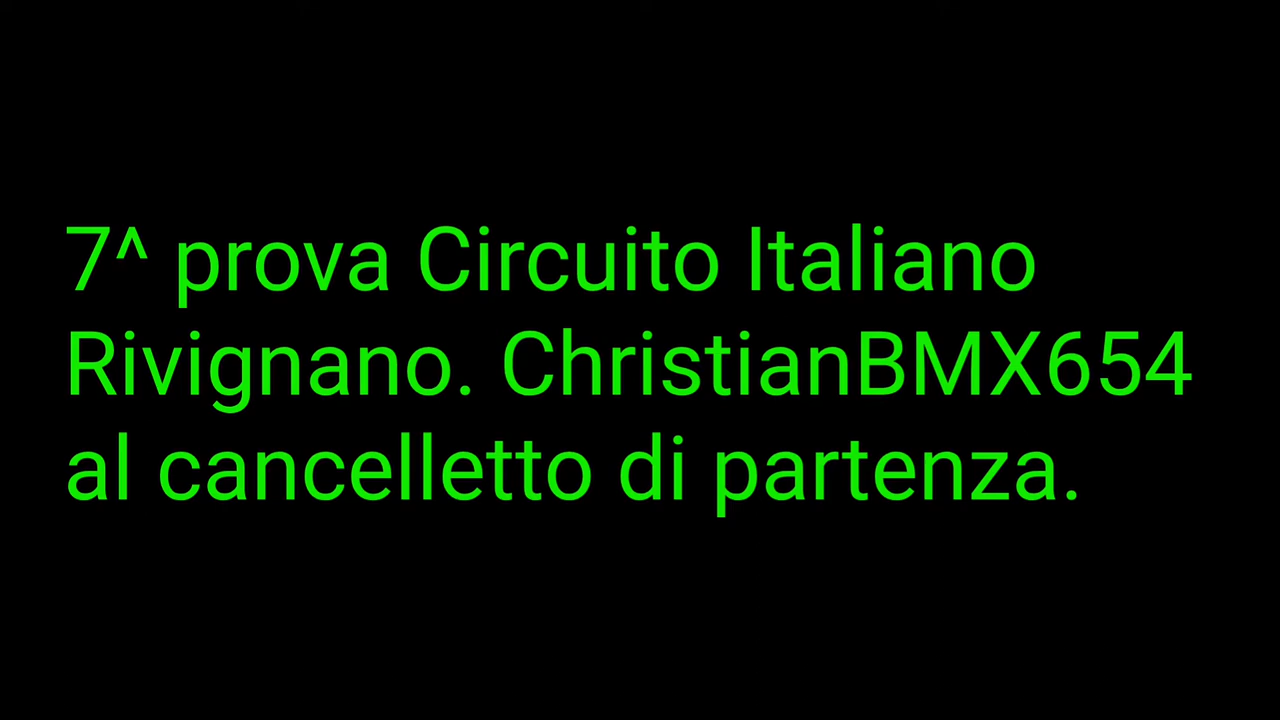 7^ prova Circuito Italiano
Rivignano. ChristianBMX654
al cancelletto di partenza.